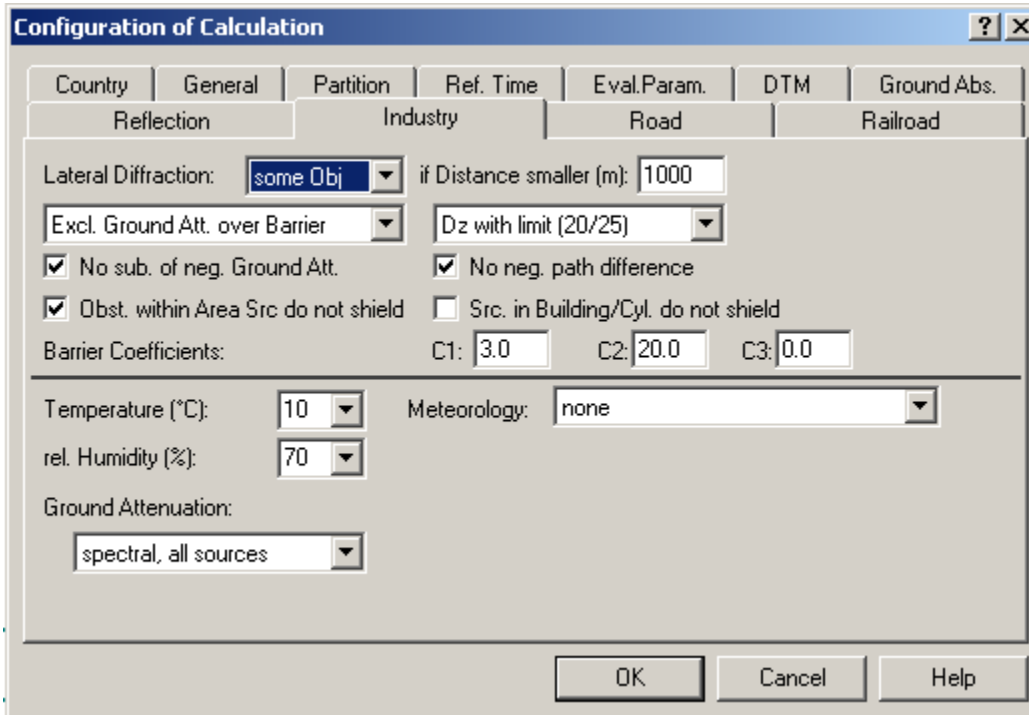 Configuration of Calculation ? X
Country General Partition Ref. Time Eval.Param. DTM Ground Abs.
Reflection Industry Road Railroad
Lateral Diffraction: some Obj if Distance smaller (m): 1000
Excl. Ground Att. over Barrier Dz with limit (20/25)
No sub. of neg. Ground Att. No neg. path difference
Obst. within Area Src do not shield Src. in Building/Cyl. do not shield
Barrier Coefficients: C1: 3.0 C2: 20.0 C3: 0.0
Temperature (°C): 10 Meteorology: none
rel. Humidity (%): 70
Ground Attenuation:
spectral, all sources
OK Cancel Help